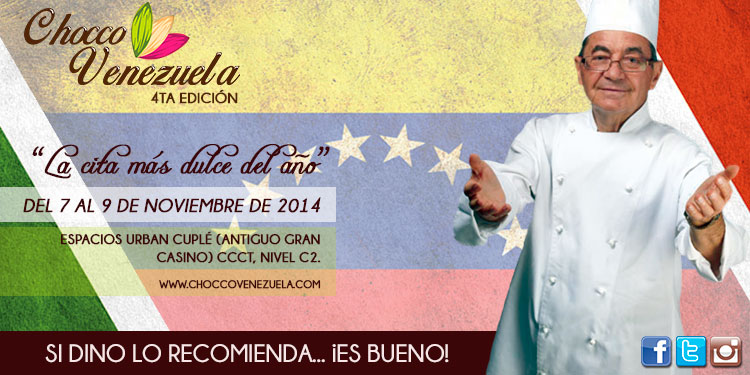 Chocco
Venezuela
4TA EDICIÓN
“La cita más dulce del año”
DEL 7 AL 9 DE NOVIEMBRE DE 2014
ESPACIOS URBAN CUPLÉ (ANTIGUO GRAN
CASINO) CCCT, NIVEL C2.
WWW.CHOCCOVENEZUELA.COM
SI DINO LO RECOMIENDA... ¡ES BUENO!